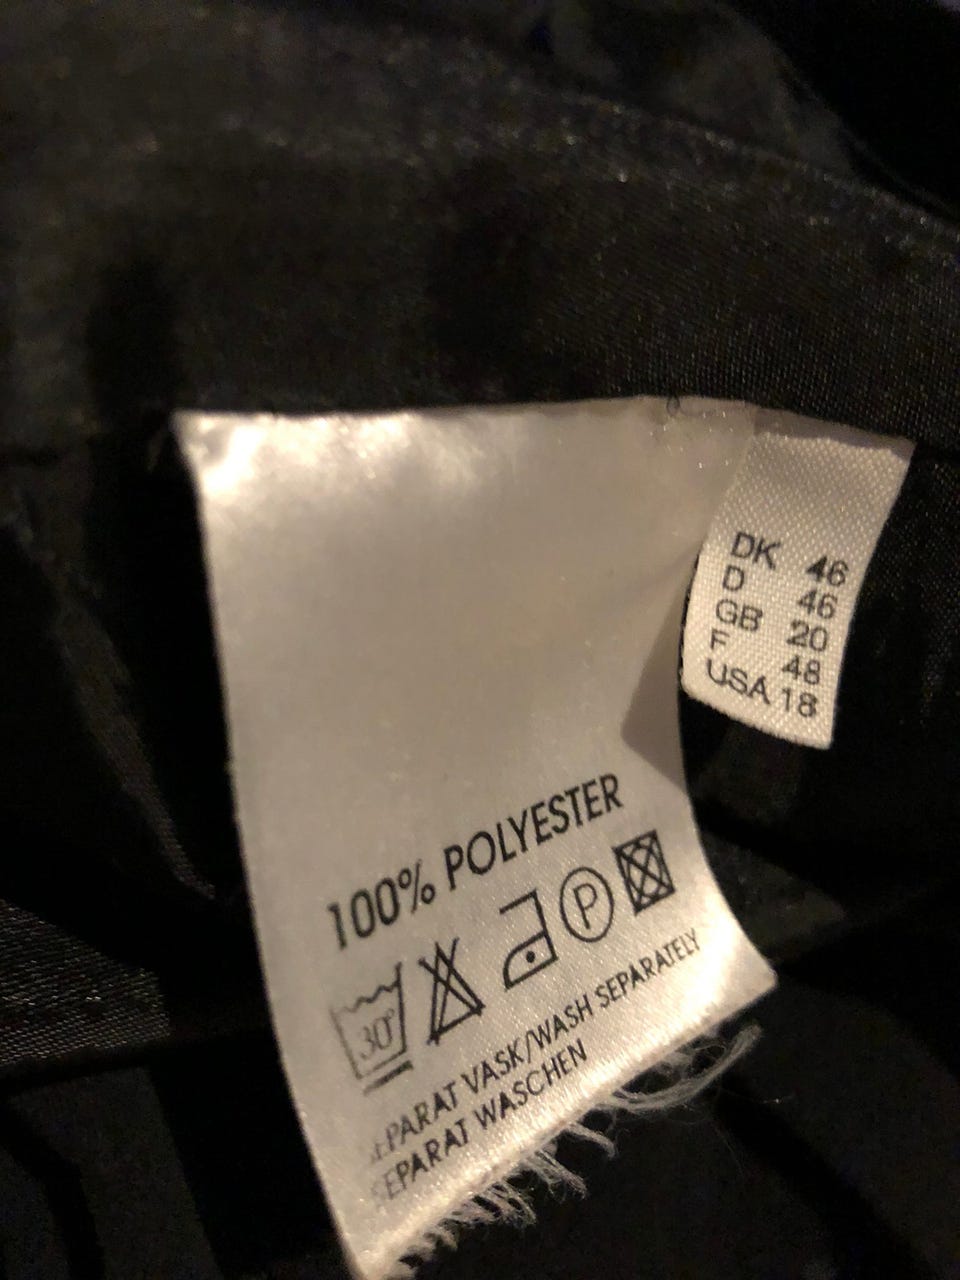 DK 46
D 46
GB 20
F 48
USA 18
100% POLYESTER
30° P
EPARAT VASK/WASH SEPARATELY
EPARAT WASCHEN